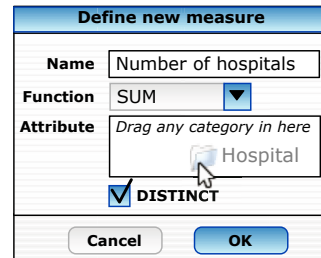 Define new measure
Name Number of hospitals
Function SUM
Attribute Drag any category in here
Hospital
DISTINCT
Cancel OK